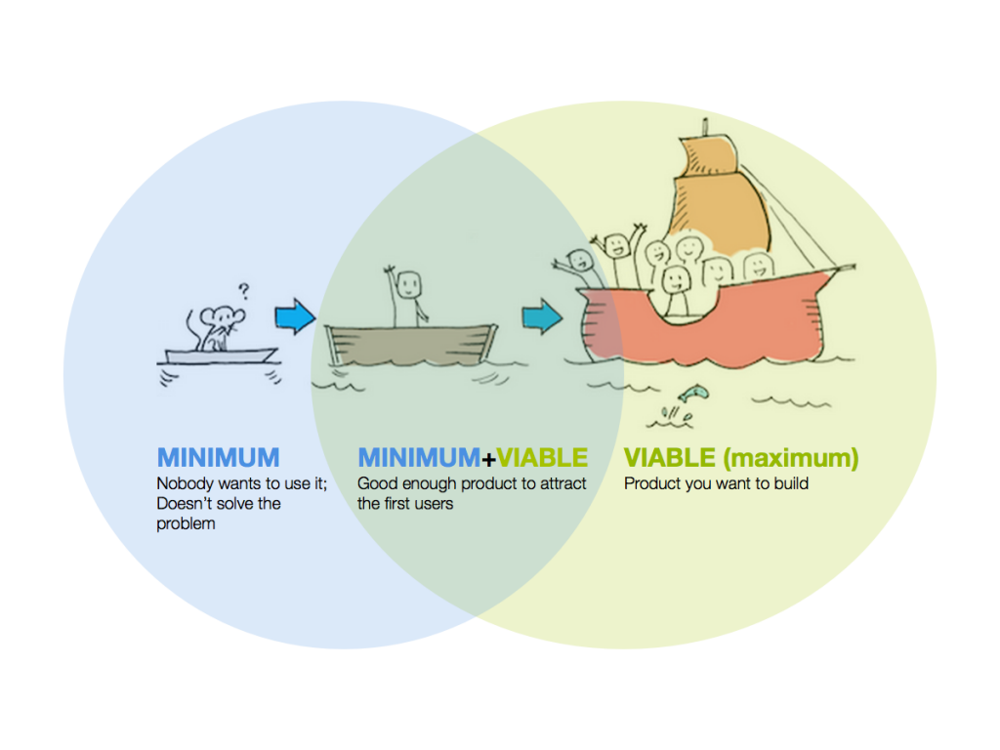 ?
MINIMUM
Nobody wants to use it;
Doesn’t solve the
problem
MINIMUM+VIABLE
Good enough product to attract
the first users
VIABLE (maximum)
Product you want to build